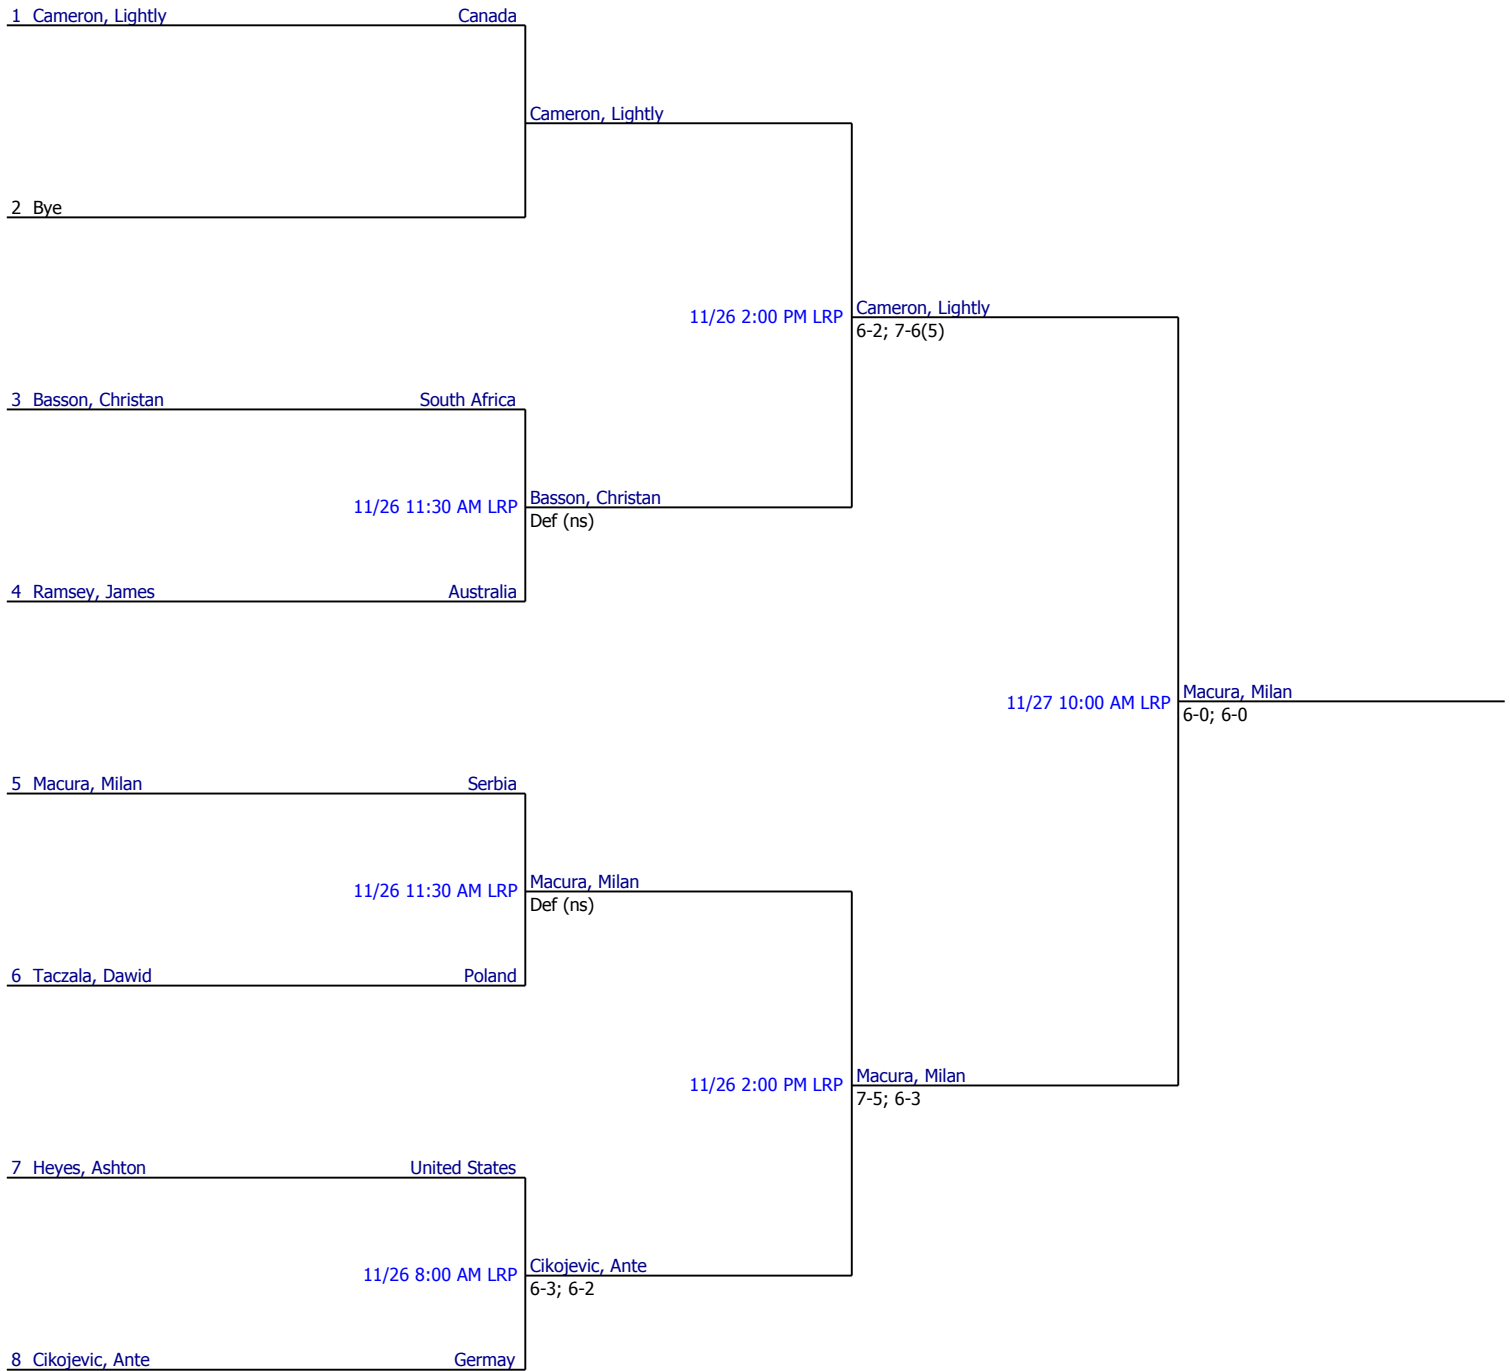 1 Cameron, Lightly Canada
Cameron, Lightly
2 Bye
Cameron, Lightly
11/26 2:00 PM LRP
6-2; 7-6(5)
3 Basson, Christan South Africa
Basson, Christan
11/26 11:30 AM LRP
Def (ns)
4 Ramsey, James Australia
Macura, Milan
11/27 10:00 AM LRP
6-0; 6-0
5 Macura, Milan Serbia
Macura, Milan
11/26 11:30 AM LRP
Def (ns)
6 Taczala, Dawid Poland
Macura, Milan
11/26 2:00 PM LRP
7-5; 6-3
7 Heyes, Ashton United States
Cikojevic, Ante
11/26 8:00 AM LRP
6-3; 6-2
8 Cikojevic, Ante Germay